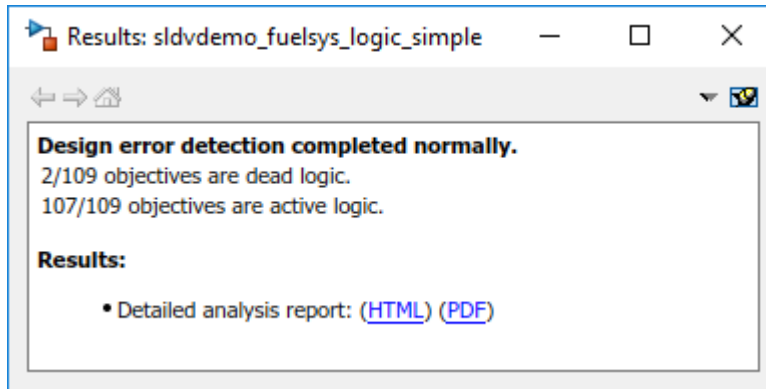 Results: sldvdemo_fuelsys_logic_simple
Design error detection completed normally.
2/109 objectives are dead logic.
107/109 objectives are active logic.
Results:
• Detailed analysis report: (HTML) (PDF)